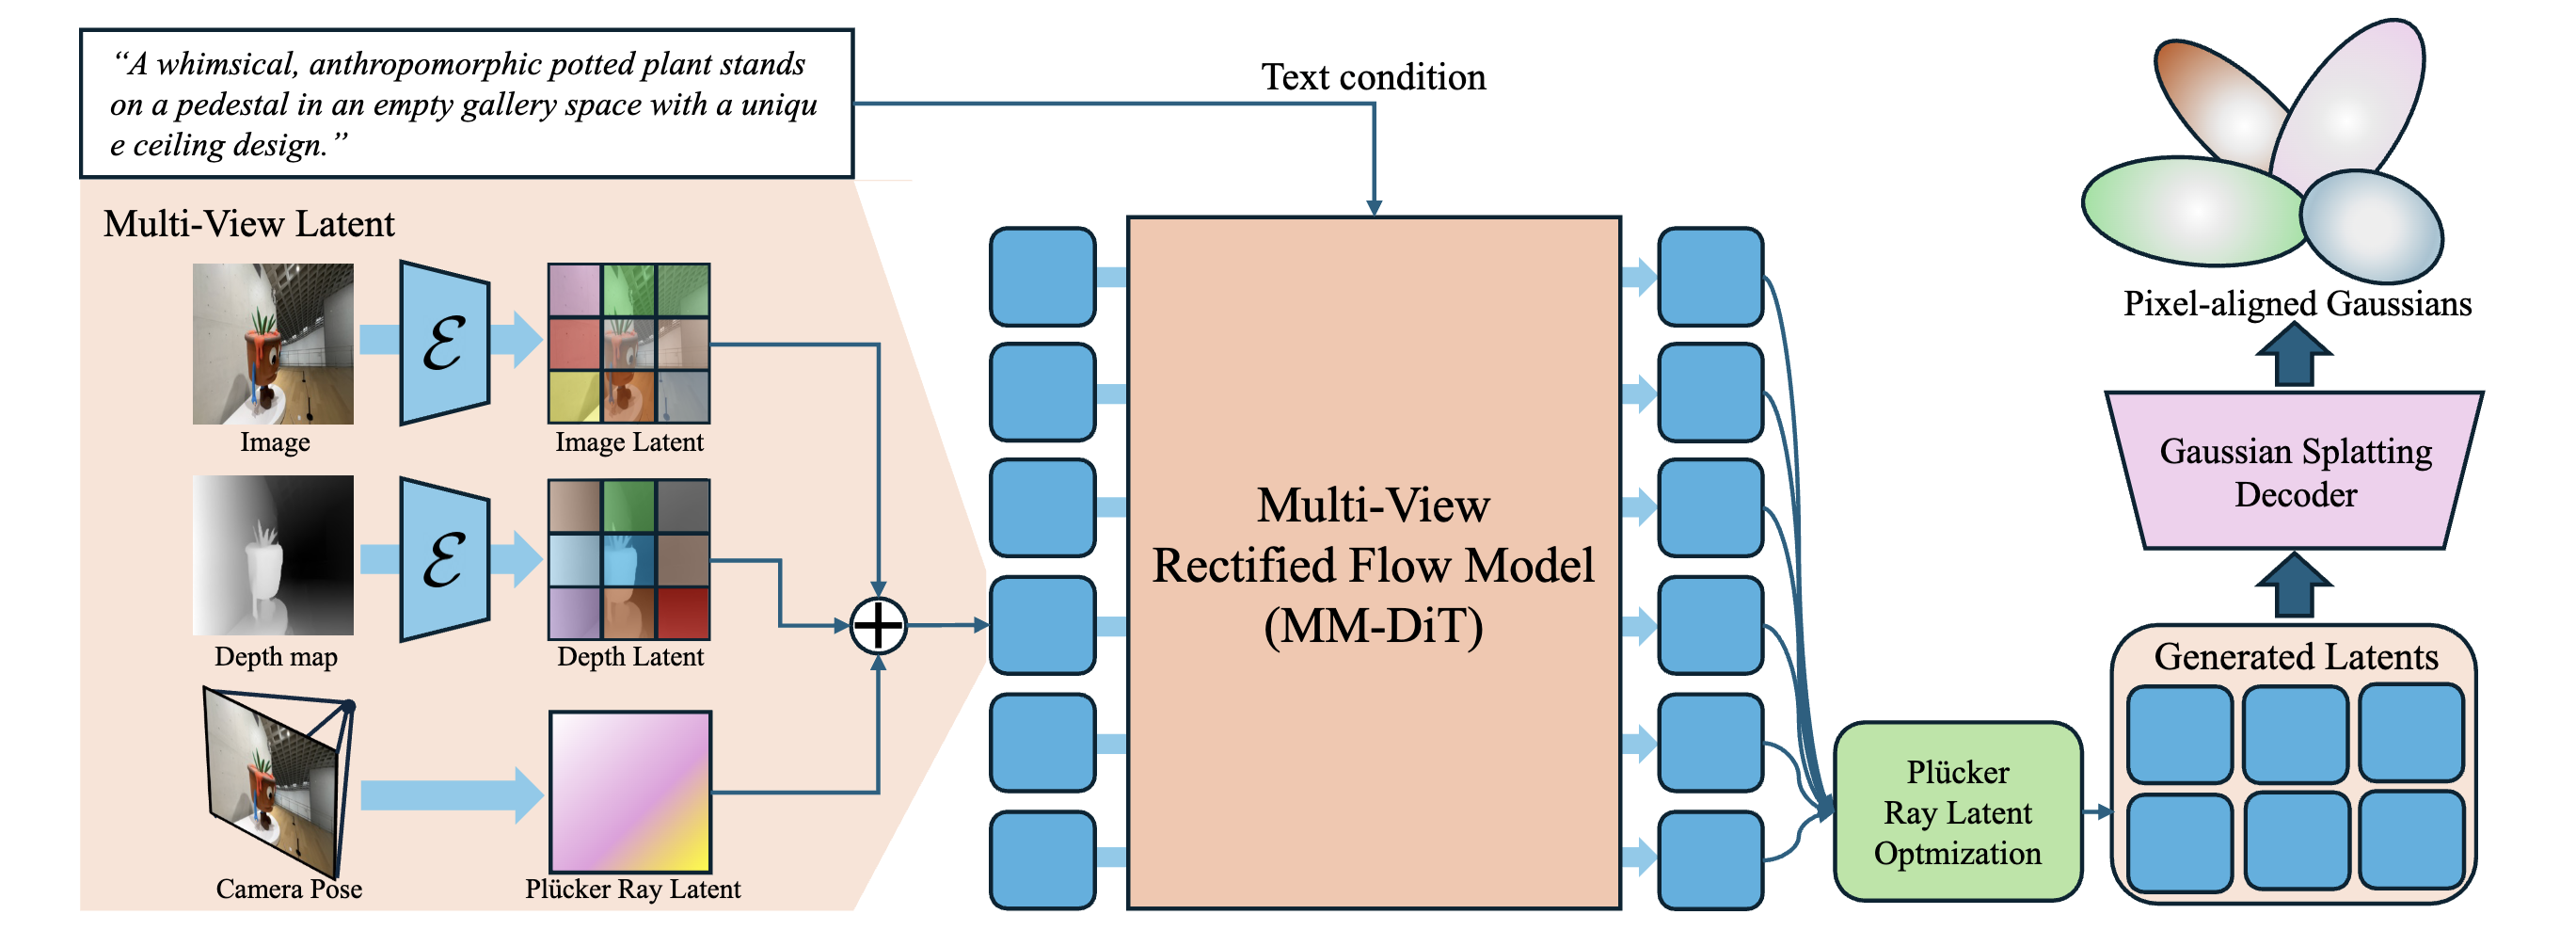 “A whimsical, anthropomorphic potted plant stands
on a pedestal in an empty gallery space with a uniqu
e ceiling design.”
Text condition
Multi-View Latent
ℰ
Image
Image Latent
ℰ
Depth map
Depth Latent
Camera Pose
Plücker Ray Latent
Multi-View
Rectified Flow Model
(MM-DiT)
Plücker
Ray Latent
Optmization
Generated Latents
Gaussian Splatting
Decoder
Pixel-aligned Gaussians